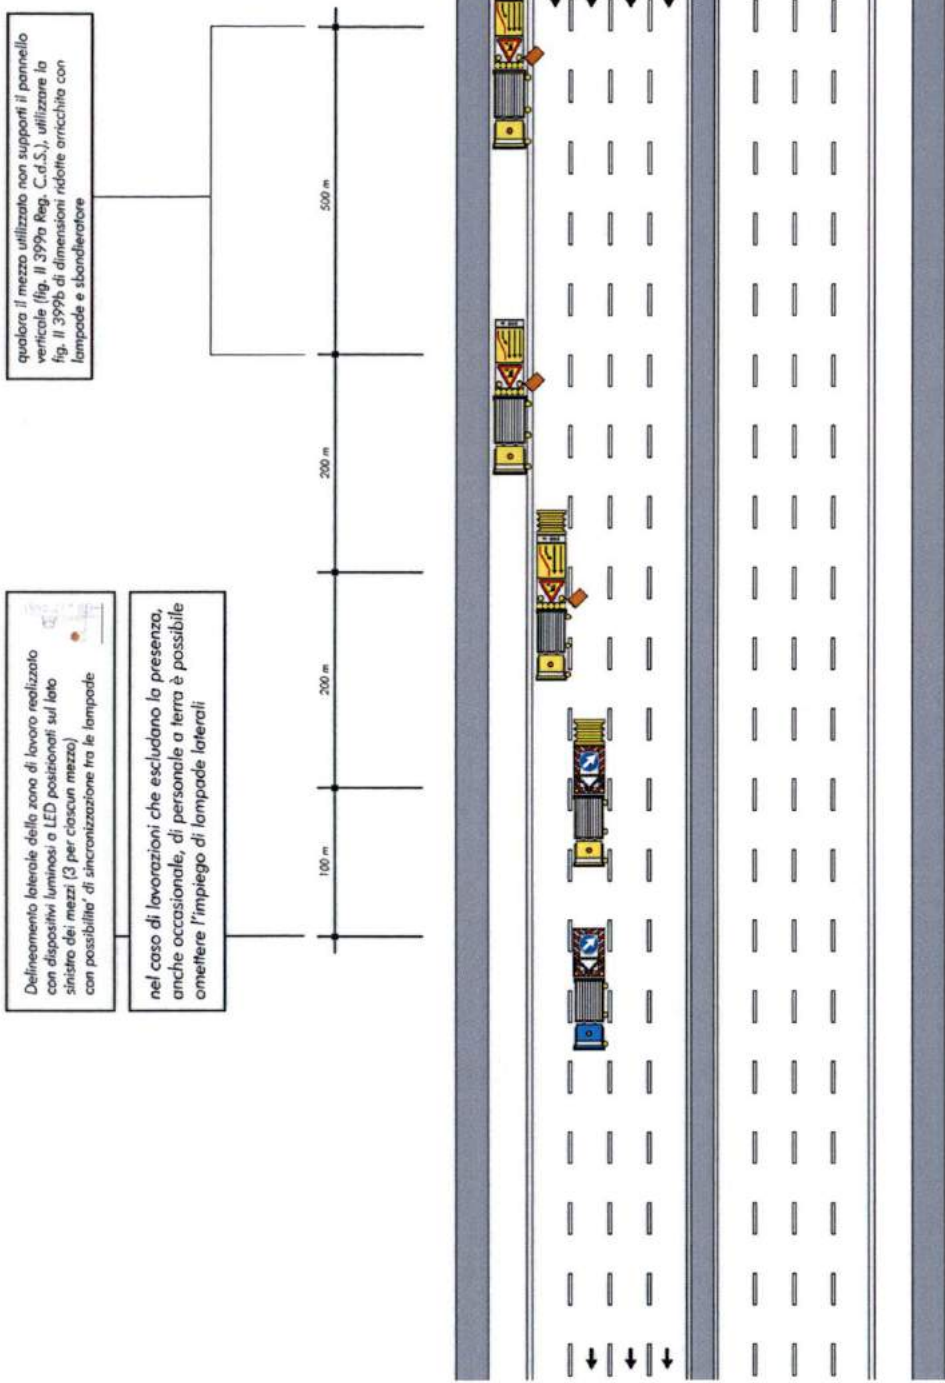 qualora il mezzo utilizzato non supporti il pannello
verticale (fig. II 399a Reg. C.d.S.), utilizzare la
fig. II 399b di dimensioni ridotte arricchita con
lampade e sbandieratore
Delineamento laterale della zona di lavoro realizzato
con dispositivi luminosi a LED posizionati sul lato
sinistro dei mezzi (3 per ciascun mezzo)
con possibilita' di sincronizzazione tra le lampade
nel caso di lavorazioni che escludano la presenza,
anche occasionale, di personale a terra è possibile
omettere l'impiego di lampade laterali
500 m
200 m
200 m
100 m